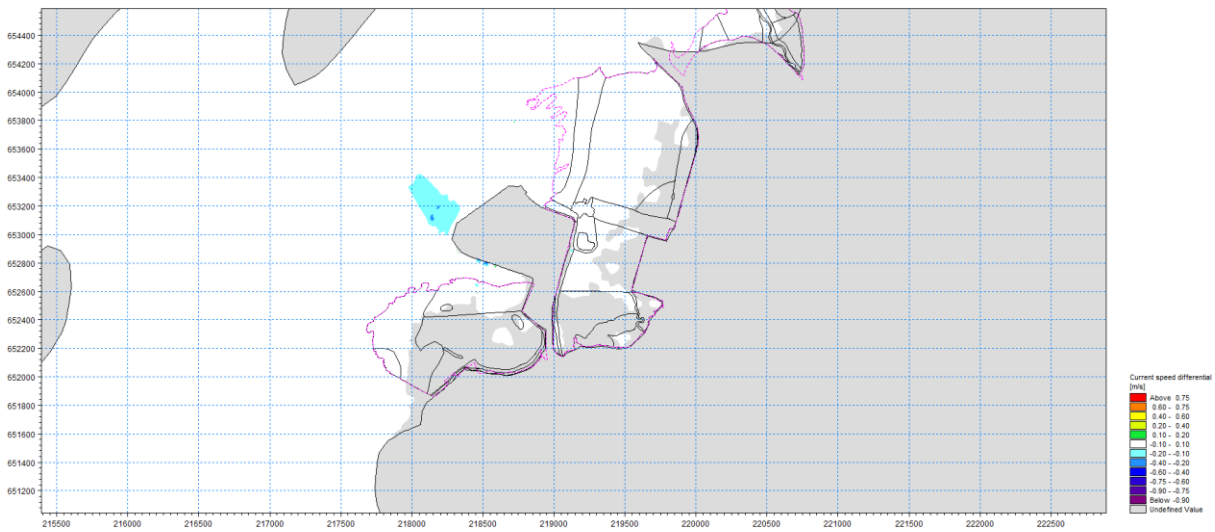 654400
654200
654000
653800
653600
653400
653200
653000
652800
652600
652400
652200
652000
651800
651600
651400
651200
215500 216000 216500 217000 217500 218000 218500 219000 219500 220000 220500 221000 221500 222000 222500
Current speed differential
[m/s]
Above 0.75
0.60 - 0.75
0.40 - 0.60
0.20 - 0.40
0.10 - 0.20
-0.10 - 0.10
-0.20 - -0.10
-0.40 - -0.20
-0.60 - -0.40
-0.75 - -0.60
-0.90 - -0.75
Below -0.90
Undefined Value